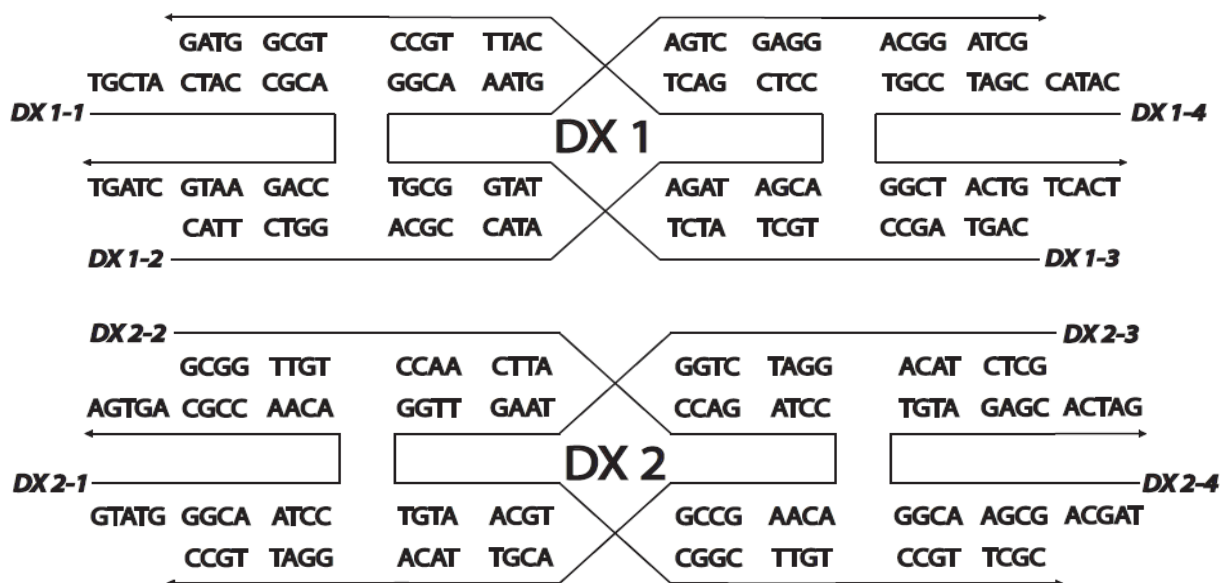 GATG GCGT CCGT TTAC AGTC GAGG ACGG ATCG
TGCTA CTAC CGCA GGCA AATG TCAG CTCC TGCC TAGC CATAC
DX 1-1 DX 1 DX 1-4
TGATC GTAA GACC TGCG GTAT AGAT AGCA GGCT ACTG TCACT
CATT CTGG ACGC CATA TCTA TCGT CCGA TGAC
DX 1-2 DX 1-3
DX 2-2 DX 2-3
GCGG TTGT CCAA CTTA GGTC TAGG ACAT CTCG
AGTGA CGCC AACA GGTT GAAT CCAG ATCC TGTA GAGC ACTAG
DX 2-1 DX 2 DX 2-4
GTATG GGCA ATCC TGTA ACGT GCCG AACA GGCA AGCG ACGAT
CCGT TAGG ACAT TGCA CGGC TTGT CCGT TCGC